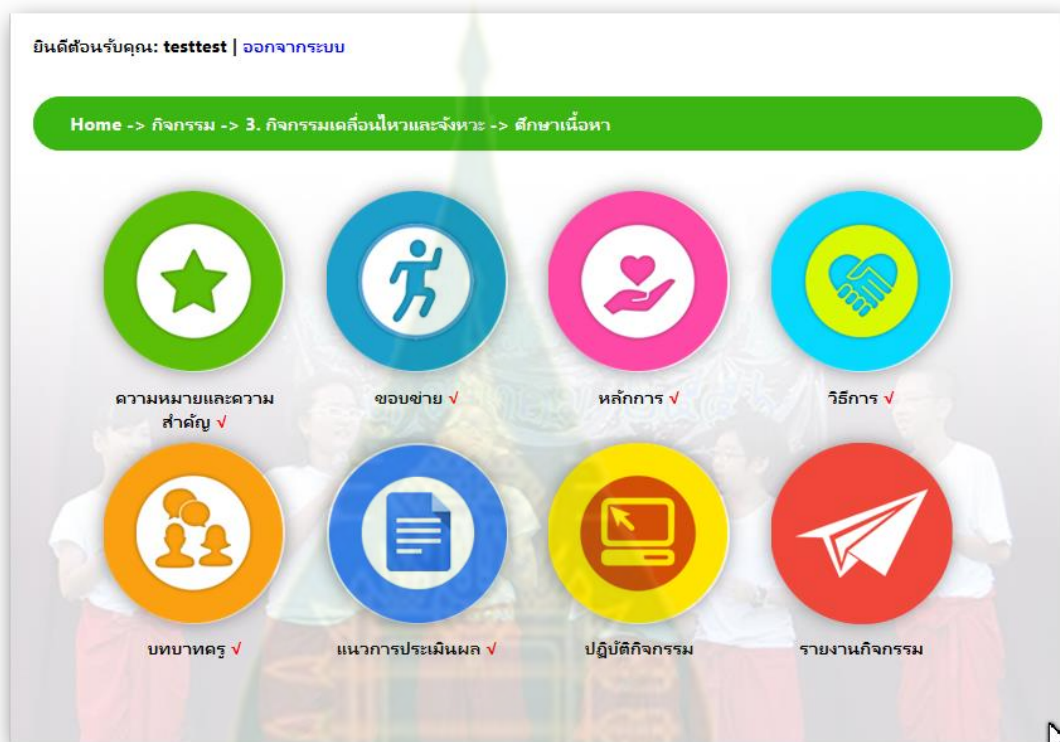 ยินดีต้อนรับคุณ: testtest | ออกจากระบบ
Home -> กิจกรรม -> 3. กิจกรรมเคลื่อนไหวและจังหวะ -> ศึกษาเนื้อหา
ความหมายและความ
สำคัญ √
ขอบข่าย √
หลักการ √
วิธีการ √
บทบาทครู √
แนวการประเมินผล √
ปฏิบัติกิจกรรม
รายงานกิจกรรม